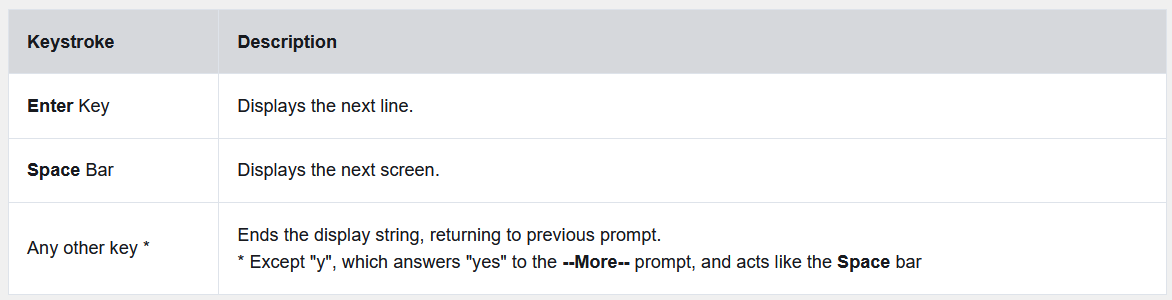 Keystroke Description
Enter Key Displays the next line.
Space Bar Displays the next screen.
Any other key * Ends the display string, returning to previous prompt.
* Except "y", which answers "yes" to the --More-- prompt, and acts like the Space bar